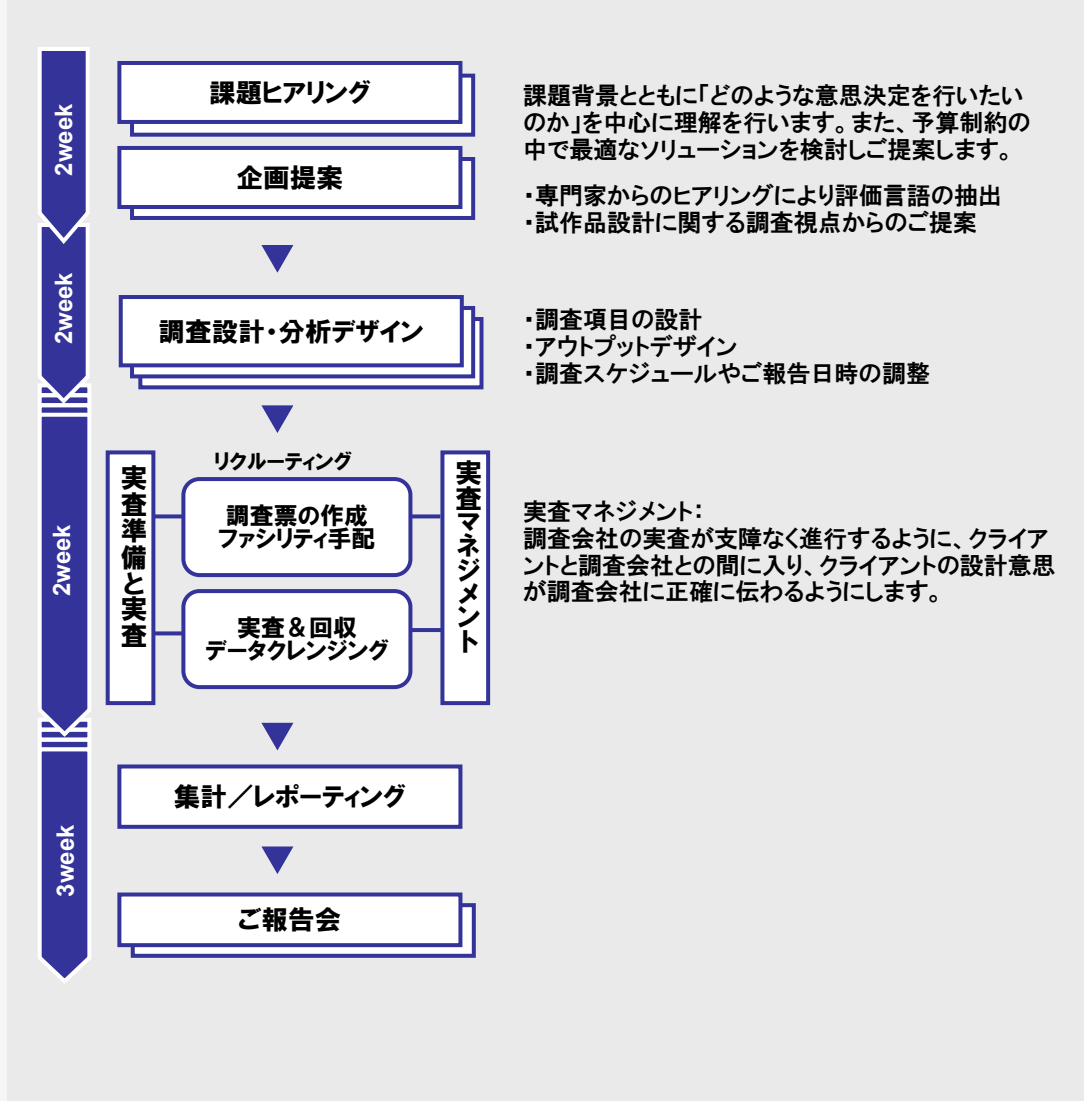 2week
課題ヒアリング
企画提案
課題背景とともに「どのような意思決定を行いたい
のか」を中心に理解を行います。また、予算制約の
中で最適なソリューションを検討しご提案します。
・専門家からのヒアリングにより評価言語の抽出
・試作品設計に関する調査視点からのご提案
2week
調査設計・分析デザイン
・調査項目の設計
・アウトプットデザイン
・調査スケジュールやご報告日時の調整
2week
実査準備と実査
リクルーティング
調査票の作成
ファシリティ手配
実査＆回収
データクレンジング
実査マネジメント
実査マネジメント：
調査会社の実査が支障なく進行するように、クライア
ントと調査会社との間に入り、クライアントの設計意思
が調査会社に正確に伝わるようにします。
3week
集計／レポーティング
ご報告会